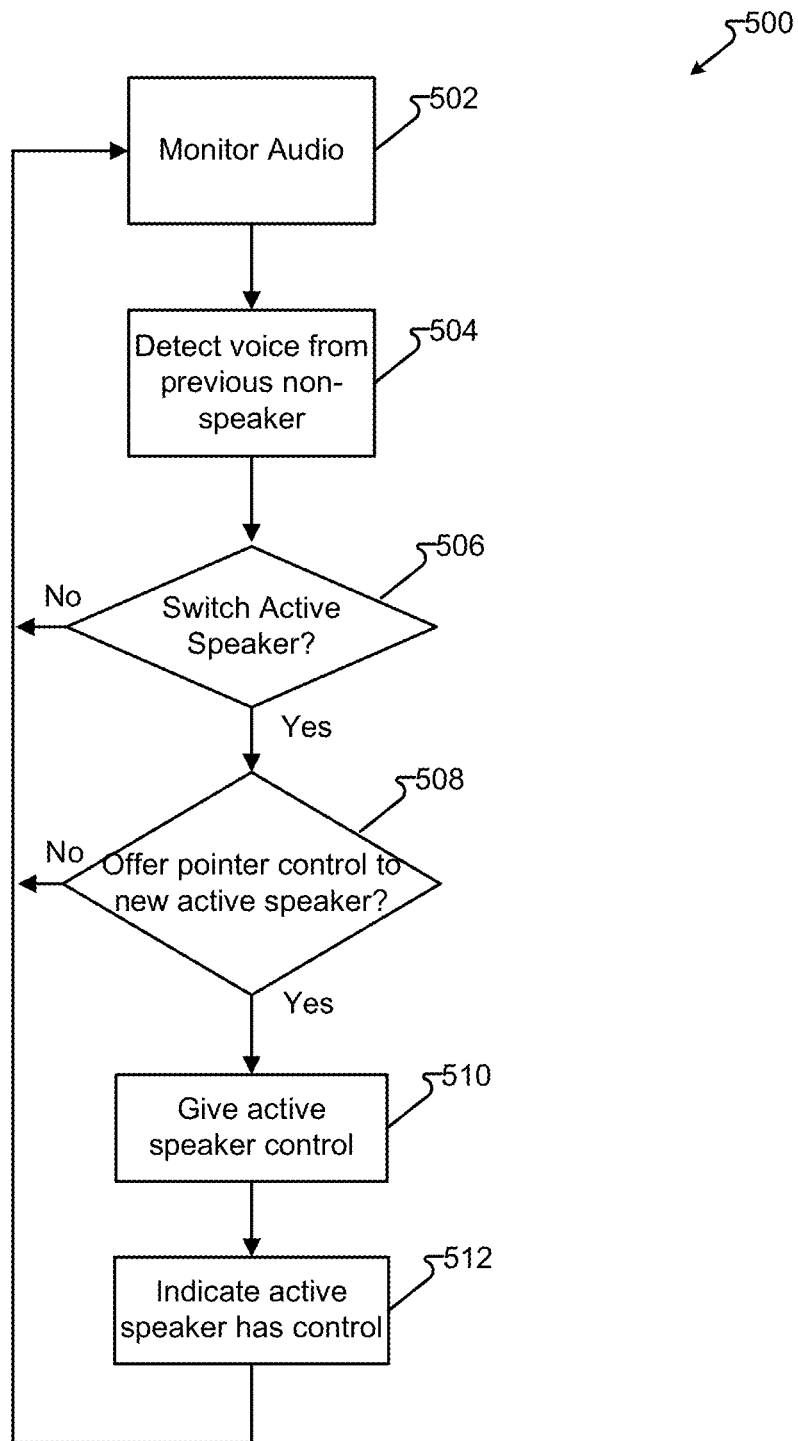 500
502
Monitor Audio
504
Detect voice from
previous non-
speaker
506
No
Switch Active
Speaker?
Yes
508
No
Offer pointer control to
new active speaker?
Yes
510
Give active
speaker control
512
Indicate active
speaker has control